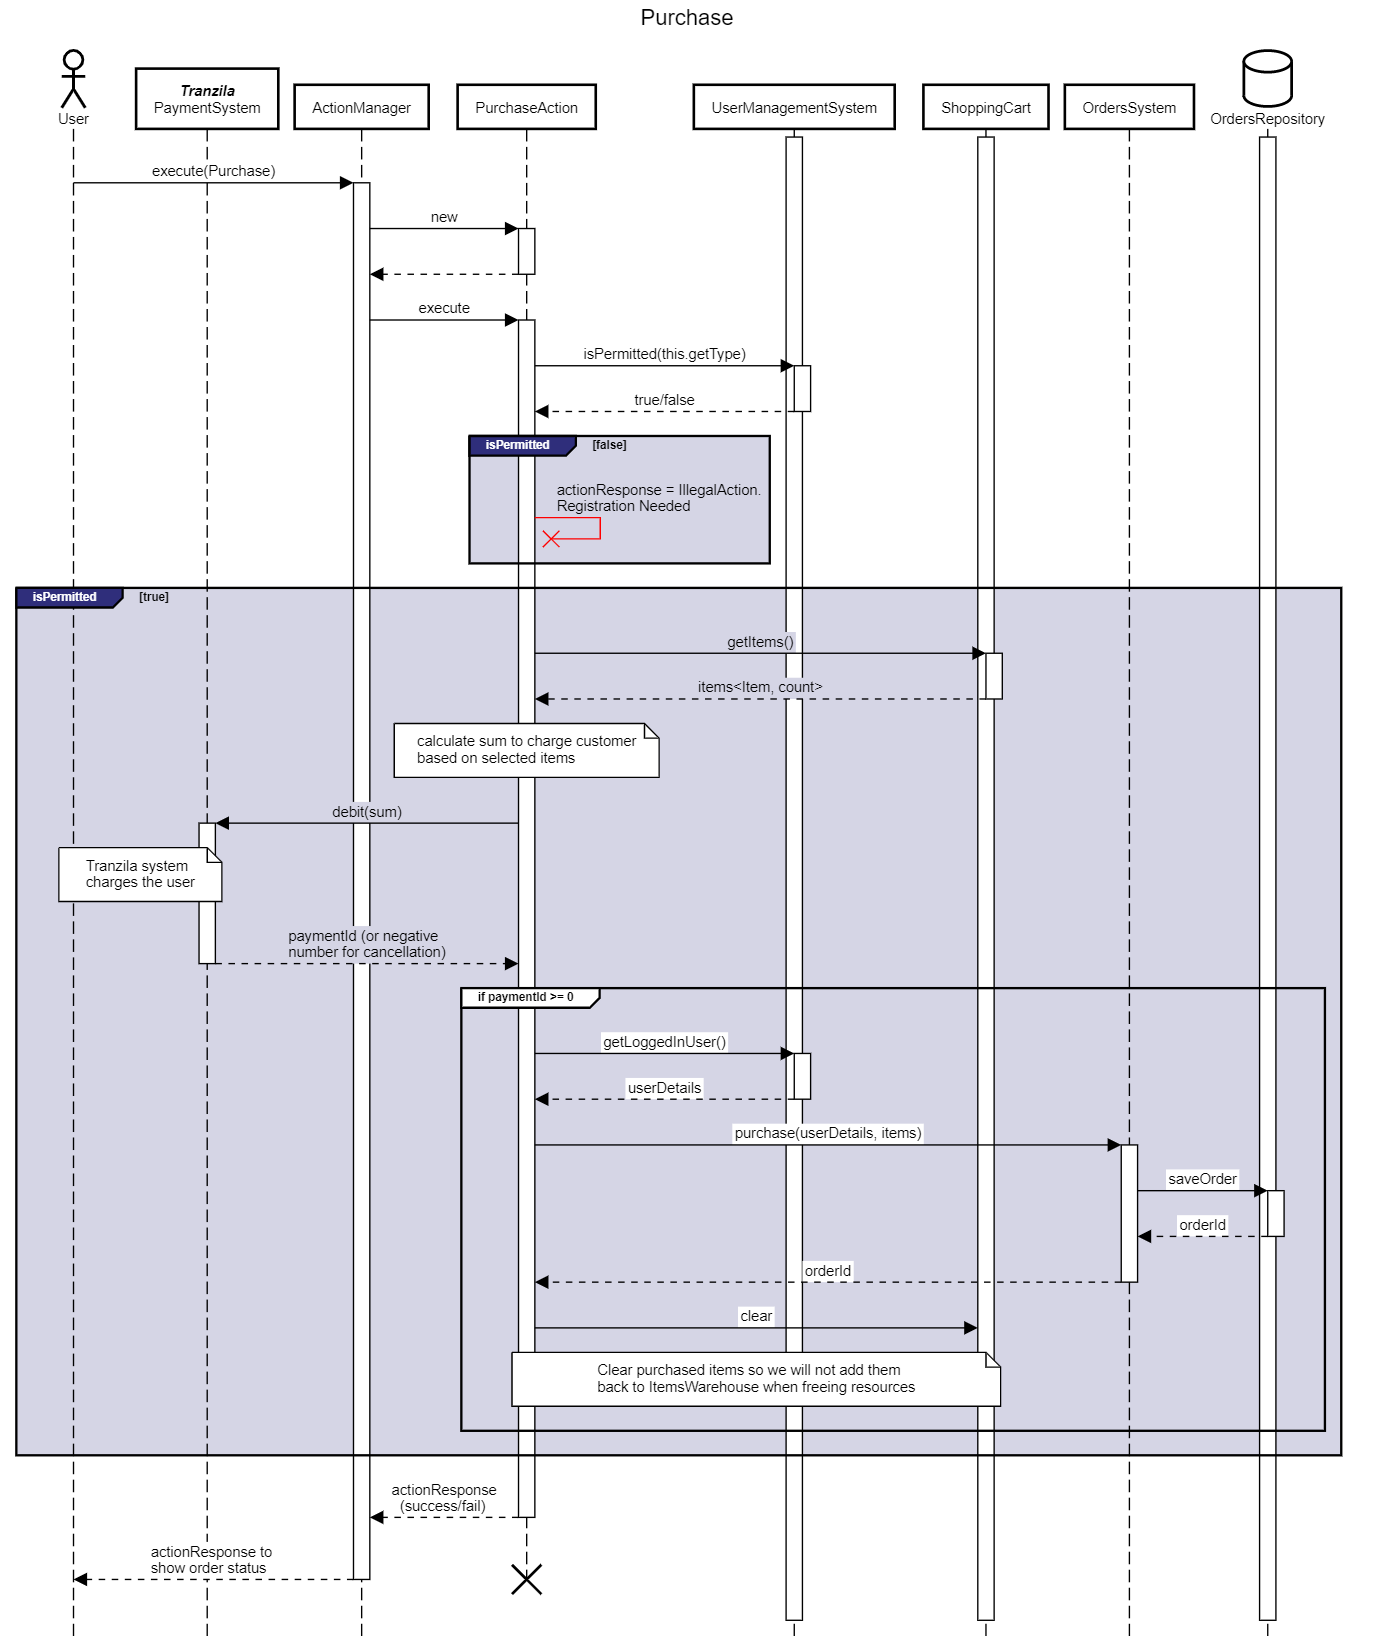 Purchase
User
Tranzila
PaymentSystem
ActionManager
PurchaseAction
UserManagementSystem
ShoppingCart
OrdersSystem
OrdersRepository
execute(Purchase)
new
execute
isPermitted(this.getType)
true/false
isPermitted [false]
actionResponse = IllegalAction.
Registration Needed
isPermitted [true]
getItems()
items<Item, count>
calculate sum to charge customer
based on selected items
debit(sum)
Tranzila system
charges the user
paymentId (or negative
number for cancellation)
if paymentId >= 0
getLoggedInUser()
userDetails
purchase(userDetails, items)
saveOrder
orderId
orderId
clear
Clear purchased items so we will not add them
back to ItemsWarehouse when freeing resources
actionResponse
(success/fail)
actionResponse to
show order status